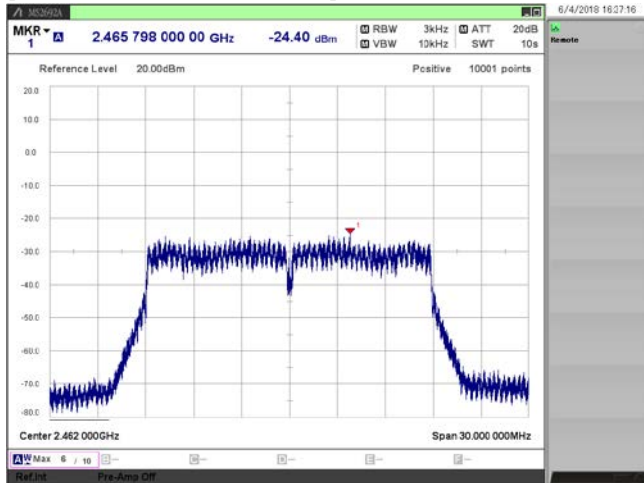 MS2692A
6/4/2018 16:27:16
MKR 1 A 2.465 798 000 00 GHz -24.40 dBm
M RBW 3kHz M ATT 20dB
M VBW 10kHz SWT 10s
Remote
Reference Level 20.00dBm Positive 10001 points
20.0
10.0
0.0
-10.0
-20.0
1
-30.0
-40.0
-50.0
-60.0
-70.0
-80.0
Center 2.462 000GHz Span 30.000 000MHz
A W Max 6 / 10
Ref.Int Pre-Amp Off